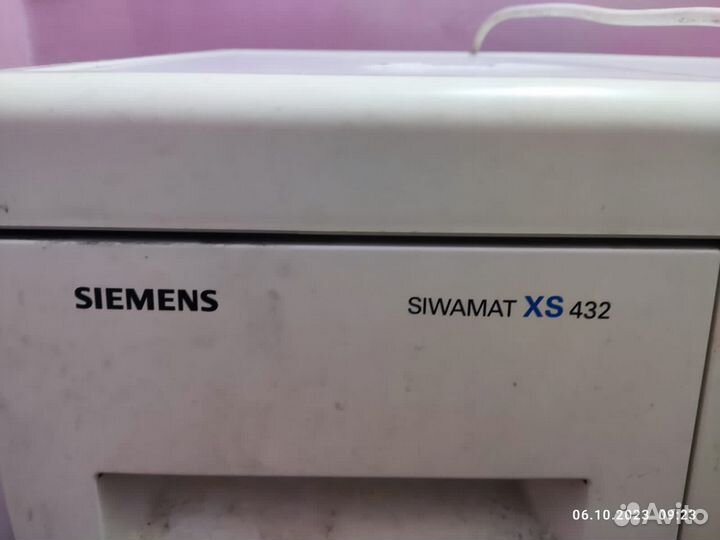 SIEMENS
SIWAMAT XS 432
06.10.2023 09:23
Avito